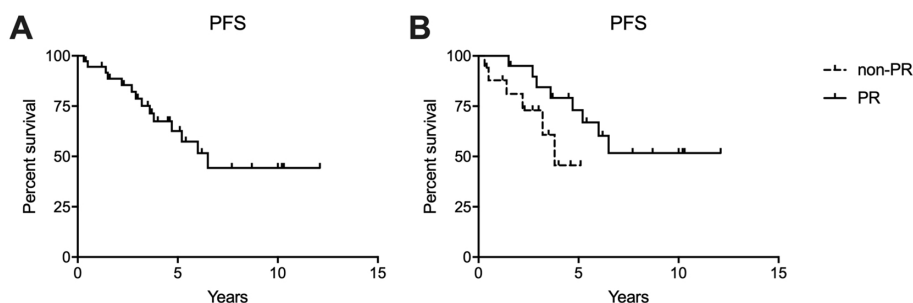 A
PFS
100
75
50
25
0
Percent survival
0 5 10 15
Years
B
PFS
100
75
50
25
0
Percent survival
0 5 10 15
Years
non-PR
PR